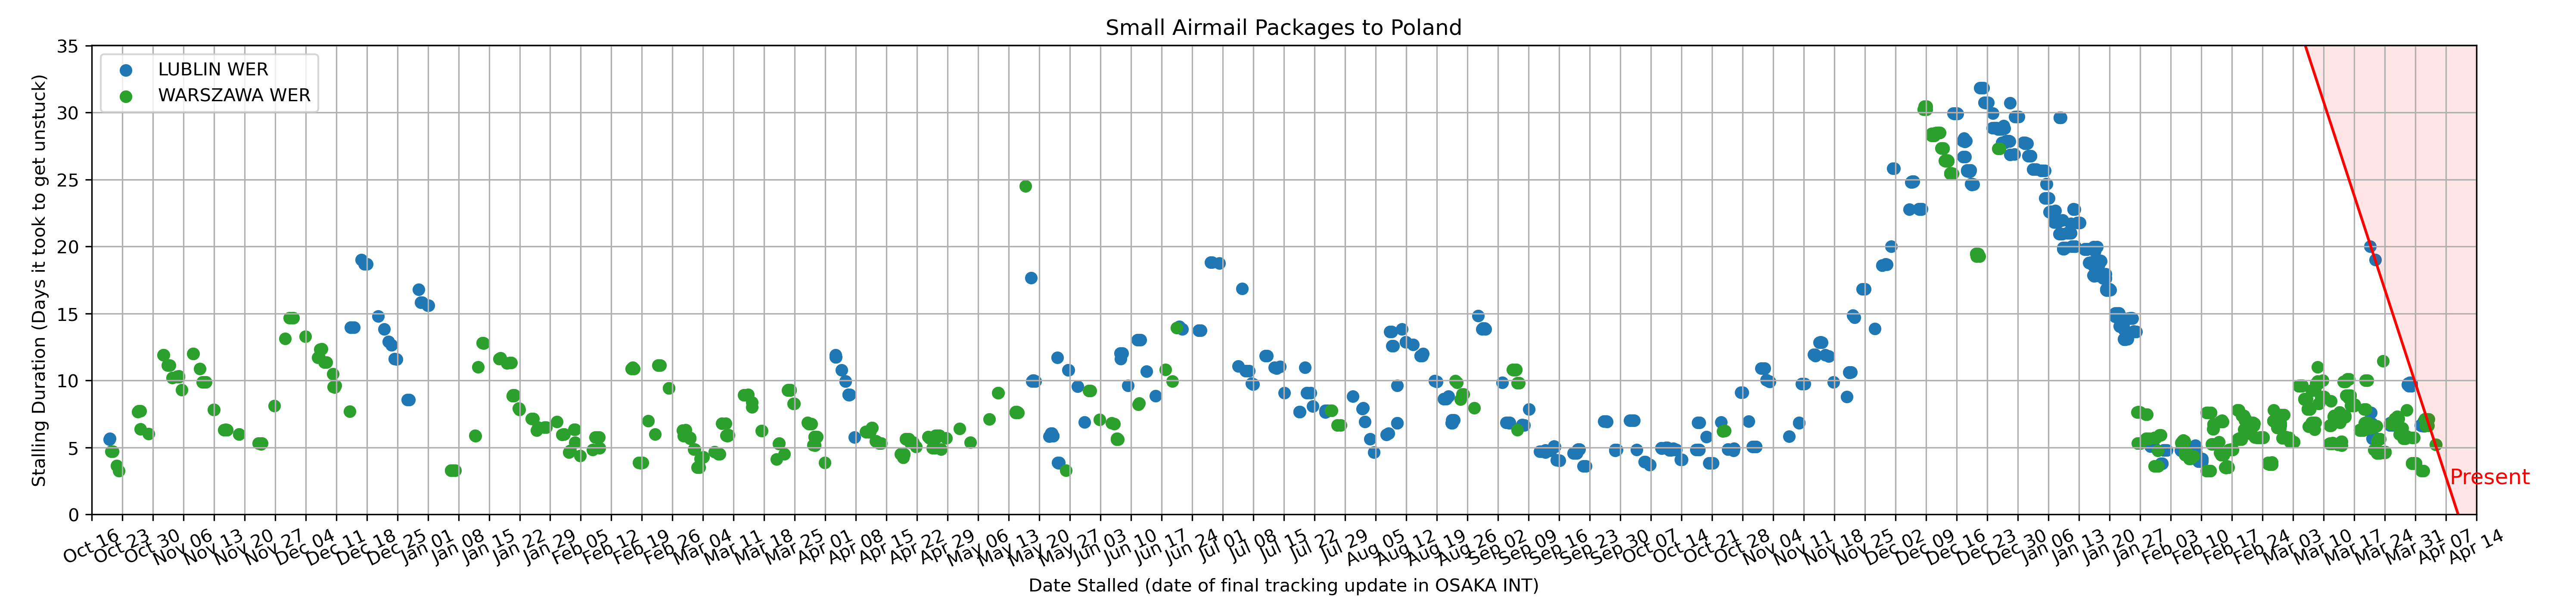 Small Airmail Packages to Poland
LUBLIN WER
WARSZAWA WER
Stalling Duration (Days it took to get unstuck)
35
30
25
20
15
10
5
0
Present
Oct 16
Oct 23
Oct 30
Nov 06
Nov 13
Nov 20
Nov 27
Dec 04
Dec 11
Dec 18
Dec 25
Jan 01
Jan 08
Jan 15
Jan 22
Jan 29
Feb 05
Feb 12
Feb 19
Feb 26
Mar 04
Mar 11
Mar 18
Mar 25
Apr 01
Apr 08
Apr 15
Apr 22
Apr 29
May 06
May 13
May 20
May 27
Jun 03
Jun 10
Jun 17
Jun 24
Jul 01
Jul 08
Jul 15
Jul 22
Jul 29
Aug 05
Aug 12
Aug 19
Aug 26
Sep 02
Sep 09
Sep 16
Sep 23
Sep 30
Oct 07
Oct 14
Oct 21
Oct 28
Nov 04
Nov 11
Nov 18
Nov 25
Dec 02
Dec 09
Dec 16
Dec 23
Dec 30
Jan 06
Jan 13
Jan 20
Jan 27
Feb 03
Feb 10
Feb 17
Feb 24
Mar 03
Mar 10
Mar 17
Mar 24
Mar 31
Apr 07
Apr 14
Date Stalled (date of final tracking update in OSAKA INT)